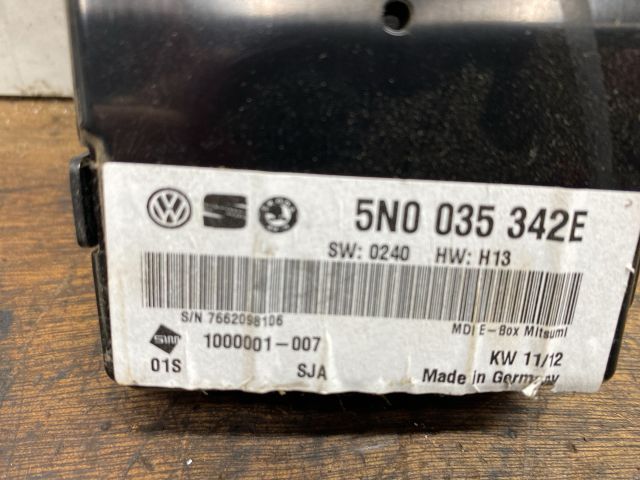 5N0 035 342E
SW: 0240 HW: H13
S/N 7662098106
MDI E-Box Mitsumi
1000001-007
KW 11/12
01S SJA Made in Germany